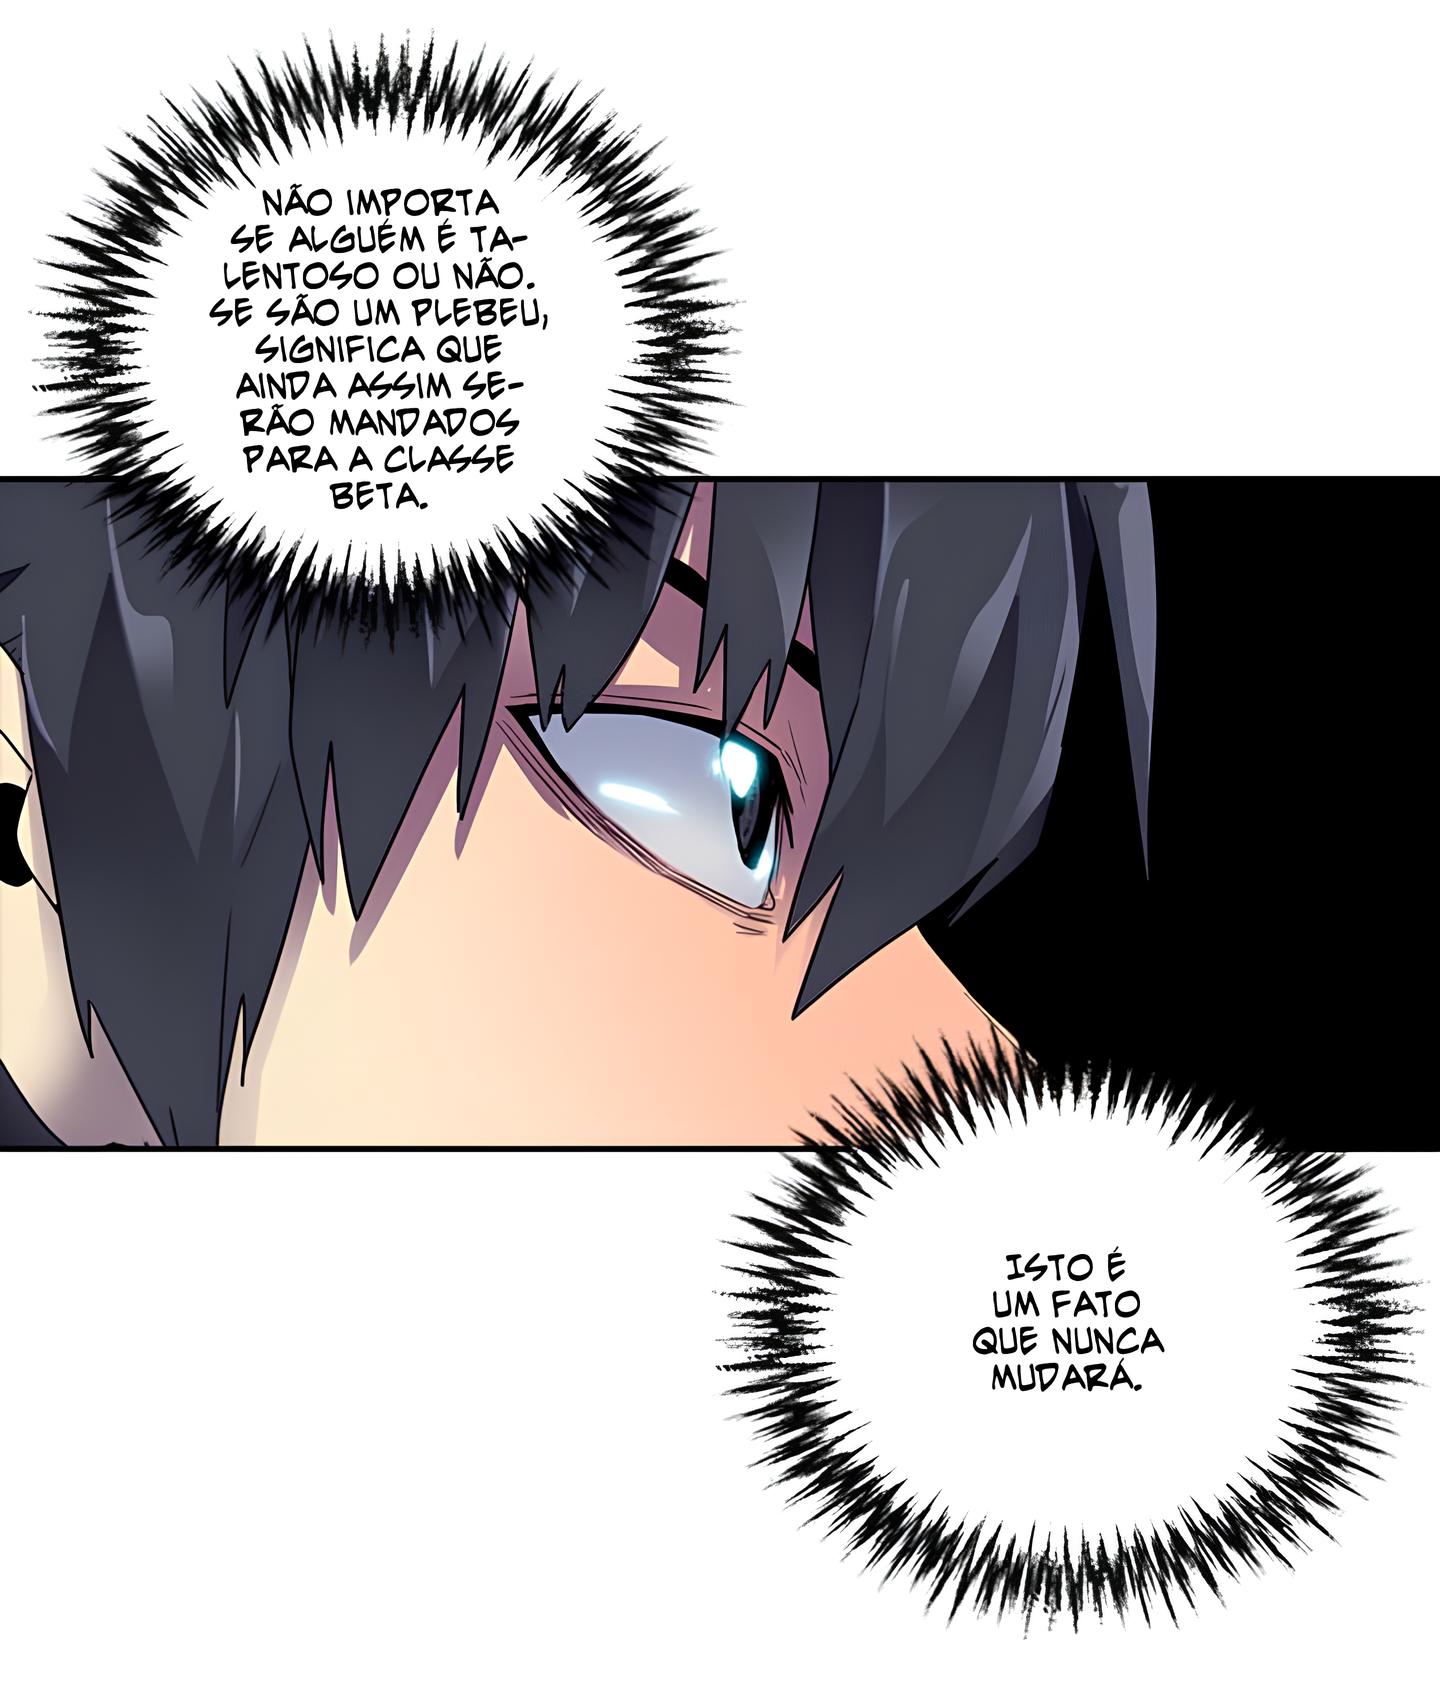 NÃO IMPORTA
SE ALGUÉM É TA-
LENTOSO OU NÃO.
SE SÃO UM PLEBEU,
SIGNIFICA QUE
AINDA ASSIM SE-
RÃO MANDADOS
PARA A CLASSE
BETA.
ISTO É
UM FATO
QUE NUNCA
MUDARÁ.